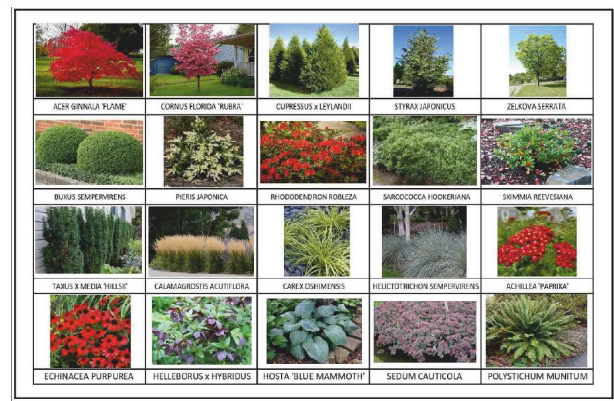 ACER GINNALA 'FLAME' CORNUS FLORIDA 'RUBRA' CUPRESSUS x LEYLANDII STYRAX JAPONICUS ZELKOVA SERRATA
BUXUS SEMPERVIRENS PIERIS JAPONICA RHODODENDRON ROBLEZA SARCOCOCCA HOOKERIANA SKIMMIA REEVESIANA
TAXUS X MEDIA 'HILLSII' CALAMAGROSTIS ACUTIFLORA CAREX OSHIMENSIS HELICTOTRICHON SEMPERVIRENS ACHILLEA 'PAPRIKA'
ECHINACEA PURPUREA HELLEBORUS x HYBRIDUS HOSTA 'BLUE MAMMOTH' SEDUM CAUTICOLA POLYSTICHUM MUNITUM